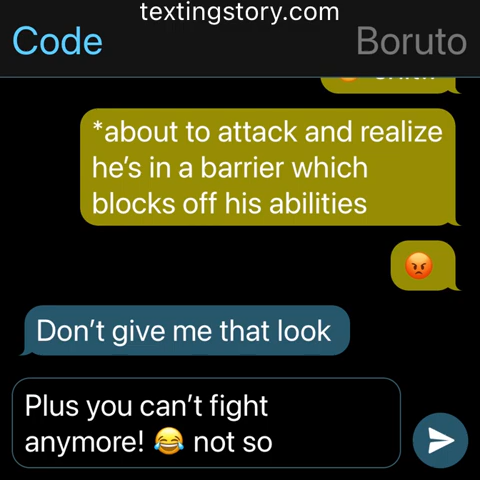 textingstory.com
Code Boruto
*about to attack and realize
he's in a barrier which
blocks off his abilities
😡
Don't give me that look
Plus you can't fight
anymore! 😂 not so